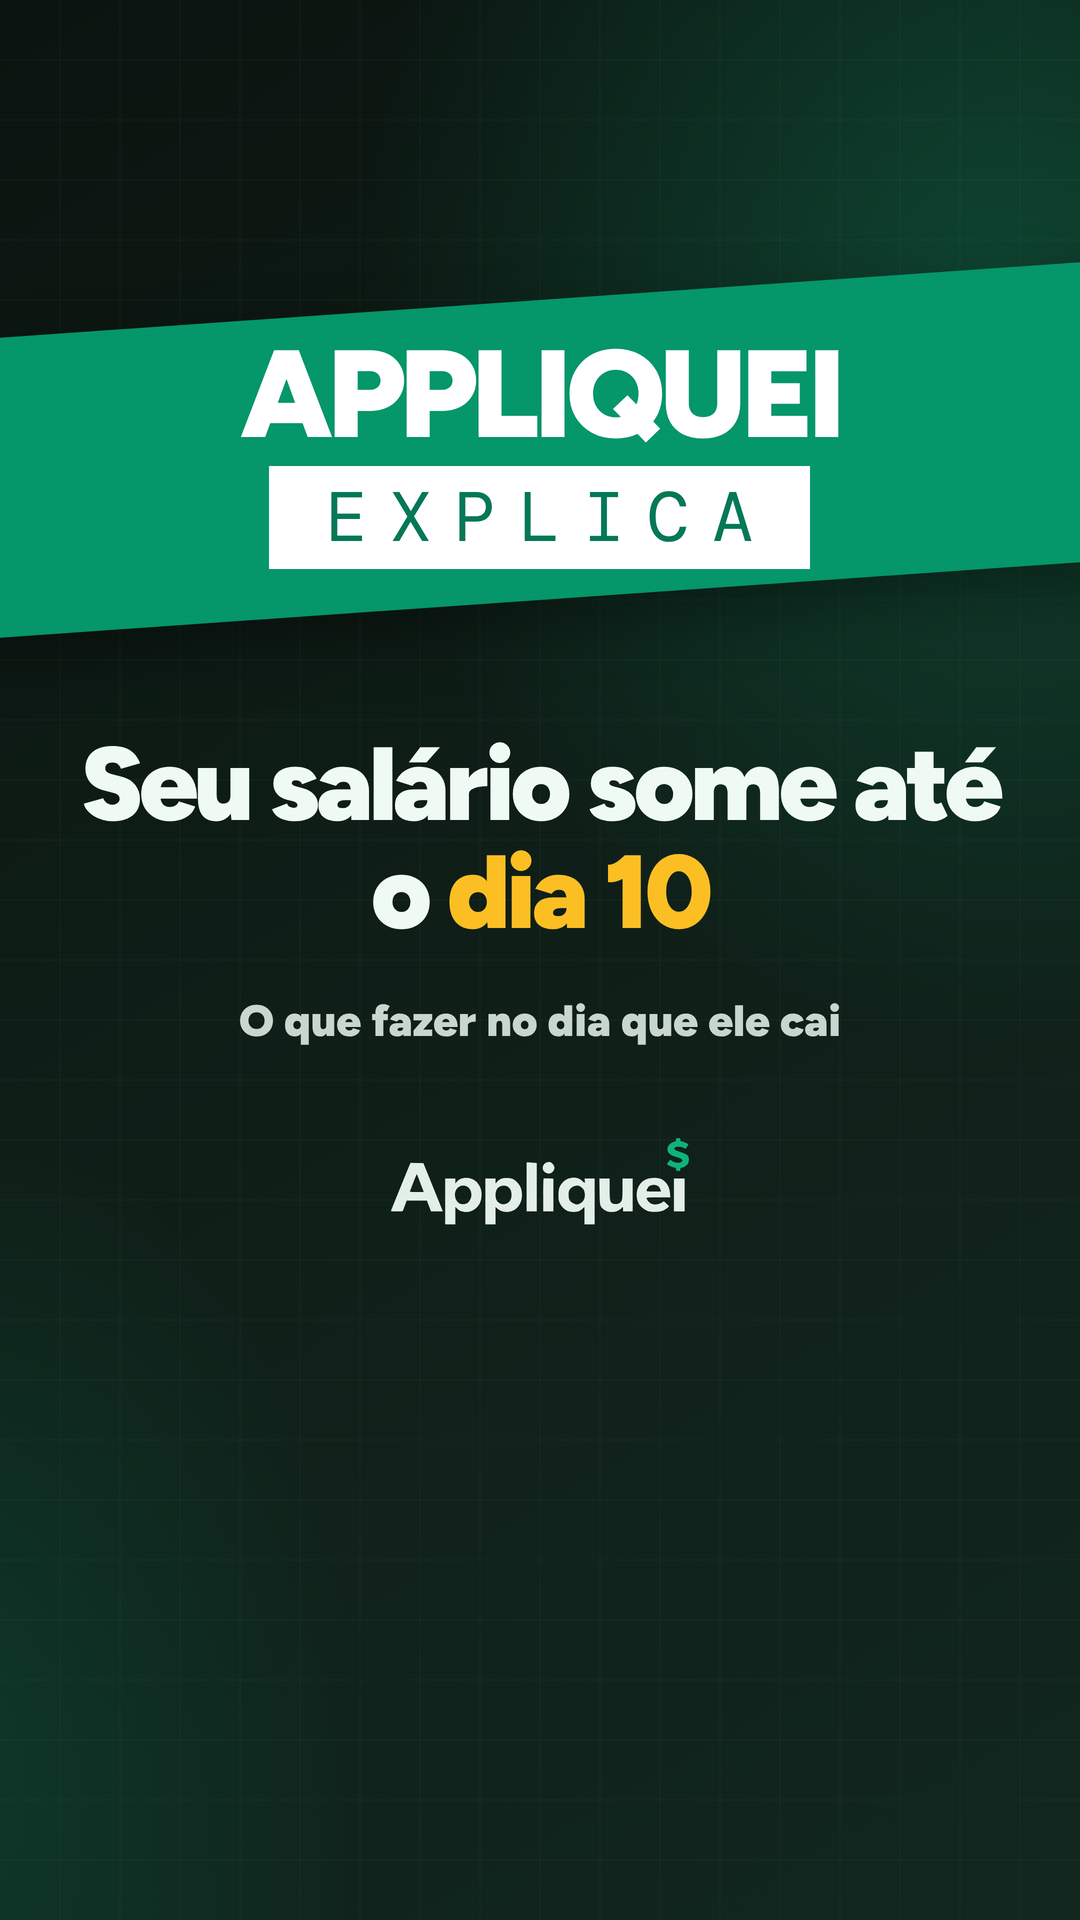 APPLIQUEI
EXPLICA
Seu salário some até
o dia 10
O que fazer no dia que ele cai
Appliquei$